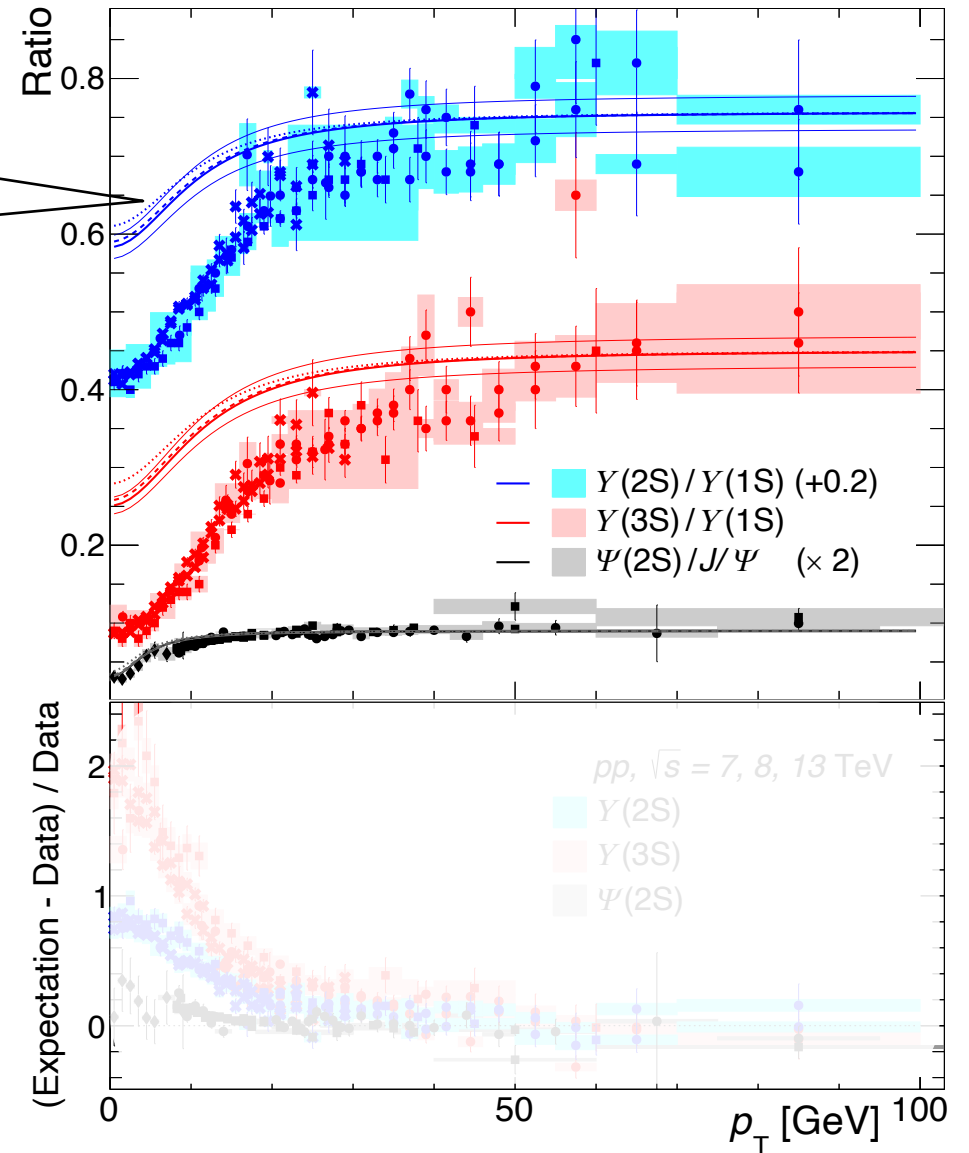 Ratio
0.8
0.6
0.4
0.2
ϒ(2S) / ϒ(1S) (+0.2)
ϒ(3S) / ϒ(1S)
Ψ(2S) / J/Ψ (× 2)
(Expectation - Data) / Data
2
1
0
pp, √s = 7, 8, 13 TeV
ϒ(2S)
ϒ(3S)
Ψ(2S)
0 50 100
p_T [GeV]